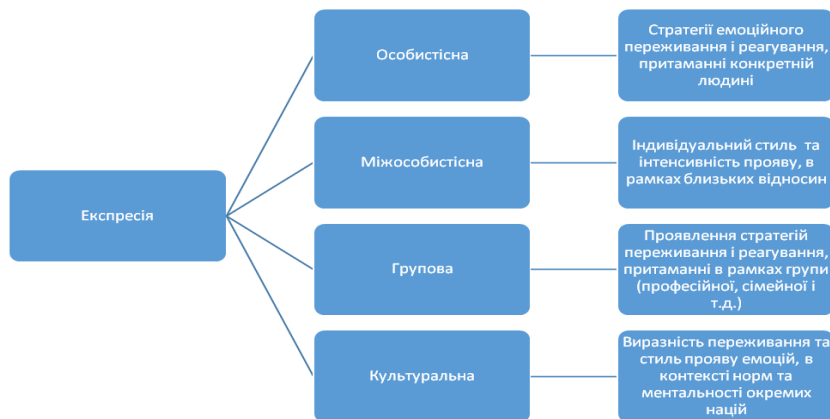 Експресія
Особистісна
Стратегії емоційного
переживання і реагування,
притаманні конкретній
людині
Міжособистісна
Індивідуальний стиль та
інтенсивність прояву, в
рамках близьких відносин
Групова
Проявлення стратегій
переживання і реагування,
притаманні в рамках групи
(професійної, сімейної і
т.д.)
Культуральна
Виразність переживання та
стиль прояву емоцій, в
контексті норм та
ментальності окремих
націй